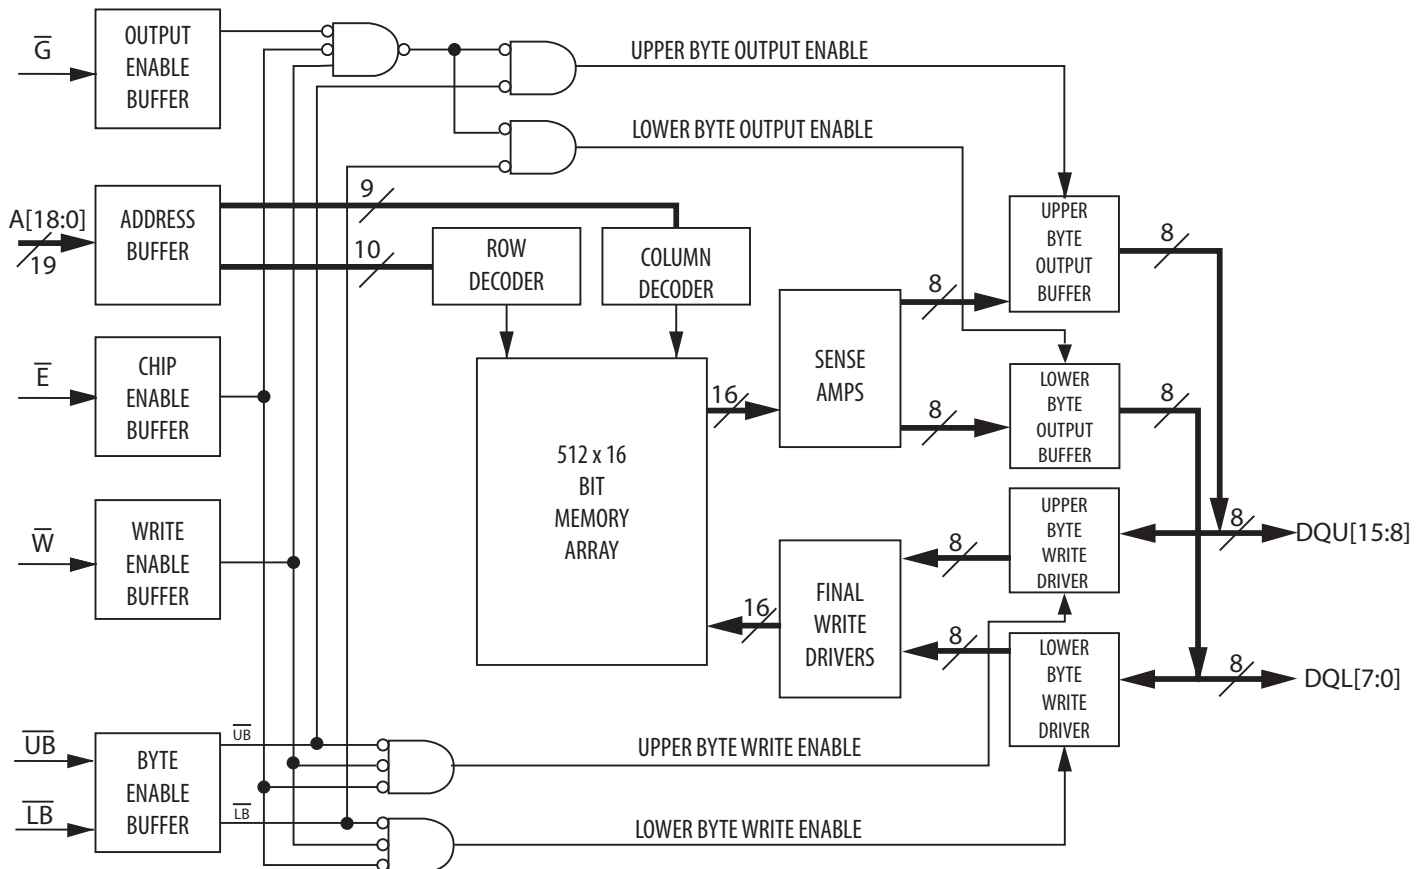 G̅
OUTPUT
ENABLE
BUFFER
UPPER BYTE OUTPUT ENABLE
LOWER BYTE OUTPUT ENABLE
A[18:0]
19
ADDRESS
BUFFER
9
10
ROW
DECODER
COLUMN
DECODER
E̅
CHIP
ENABLE
BUFFER
W̅
WRITE
ENABLE
BUFFER
512 x 16
BIT
MEMORY
ARRAY
16
SENSE
AMPS
8
8
UPPER
BYTE
OUTPUT
BUFFER
8
LOWER
BYTE
OUTPUT
BUFFER
8
UPPER
BYTE
WRITE
DRIVER
8
DQU[15:8]
8
16
FINAL
WRITE
DRIVERS
8
LOWER
BYTE
WRITE
DRIVER
8
DQL[7:0]
U̅B̅
L̅B̅
BYTE
ENABLE
BUFFER
U̅B̅
L̅B̅
UPPER BYTE WRITE ENABLE
LOWER BYTE WRITE ENABLE